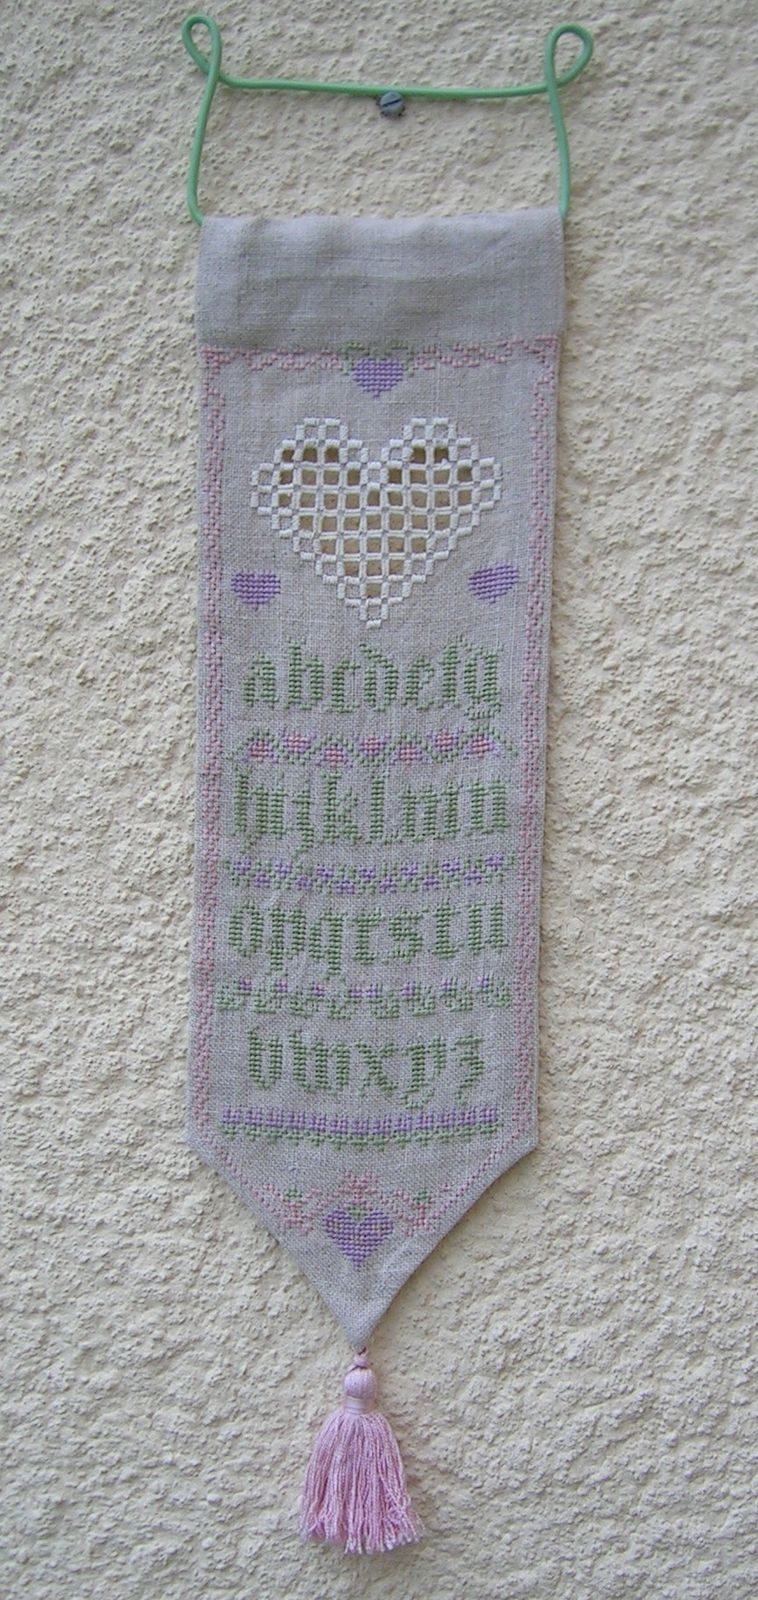 abcdefg
hijklmn
opqrstu
vwxyz